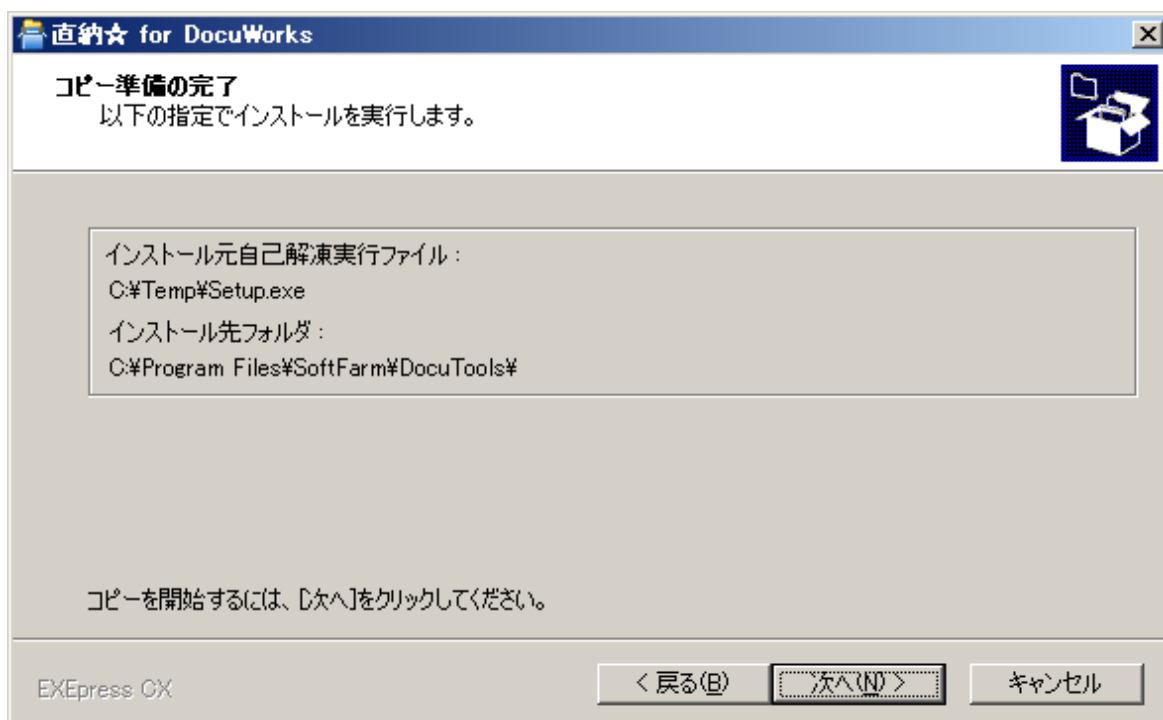 直納☆ for DocuWorks
コピー準備の完了
以下の指定でインストールを実行します。
インストール元自己解凍実行ファイル：
C:¥Temp¥Setup.exe
インストール先フォルダ：
C:¥Program Files¥SoftFarm¥DocuTools¥
コピーを開始するには、[次へ]をクリックしてください。
EXEpress CX
< 戻る(B)
次へ(N) >
キャンセル